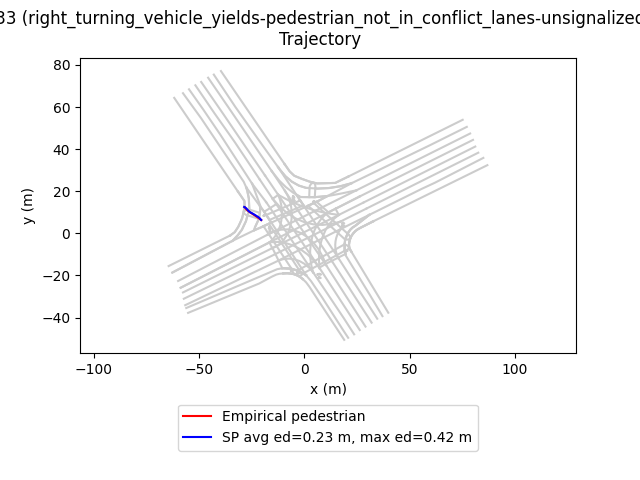 33 (right_turning_vehicle_yields-pedestrian_not_in_conflict_lanes-unsignalized
Trajectory
80
60
40
20
0
−20
−40
y (m)
−100
−50
0
50
100
x (m)
Empirical pedestrian
SP avg ed=0.23 m, max ed=0.42 m